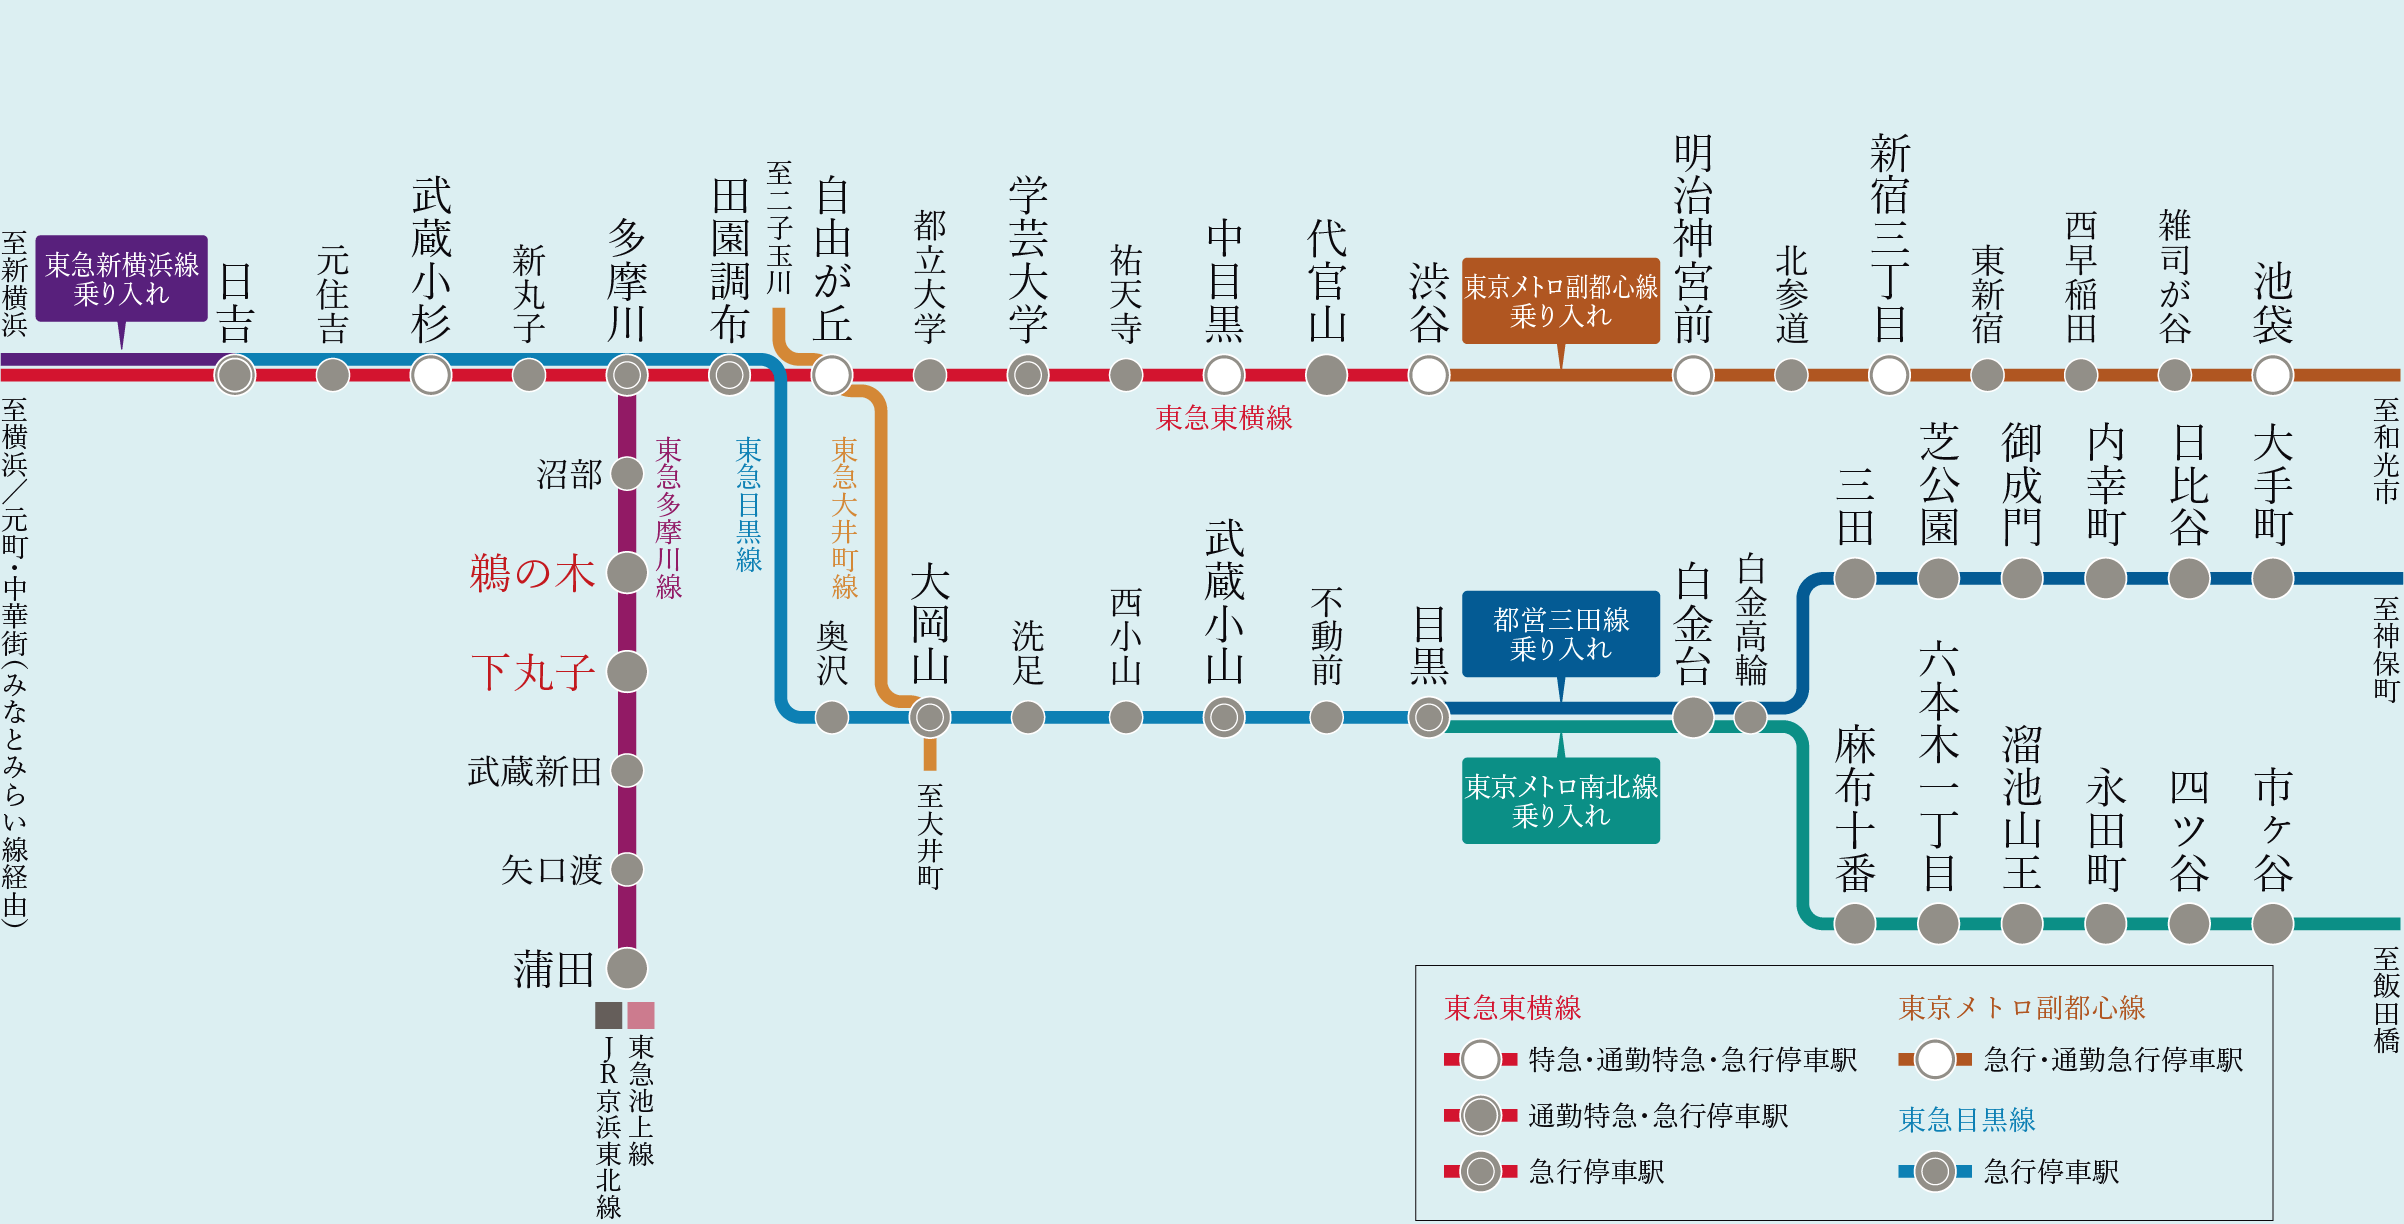 至新横浜
東急新横浜線
乗り入れ
日吉
元住吉
武蔵小杉
新丸子
多摩川
田園調布
至二子玉川
自由が丘
都立大学
学芸大学
祐天寺
中目黒
代官山
渋谷
東京メトロ副都心線
乗り入れ
明治神宮前
北参道
新宿三丁目
東新宿
西早稲田
雑司が谷
池袋
至和光市
東急東横線
至横浜／元町・中華街(みなとみらい線経由)
東急多摩川線
東急目黒線
東急大井町線
沼部
鵜の木
下丸子
武蔵新田
矢口渡
蒲田
JR京浜東北線
東急池上線
奥沢
大岡山
至大井町
洗足
西小山
武蔵小山
不動前
目黒
都営三田線
乗り入れ
東京メトロ南北線
乗り入れ
白金台
白金高輪
三田
芝公園
御成門
内幸町
日比谷
大手町
至神保町
麻布十番
六本木一丁目
溜池山王
永田町
四ツ谷
市ヶ谷
至飯田橋
東急東横線
特急・通勤特急・急行停車駅
通勤特急・急行停車駅
急行停車駅
東京メトロ副都心線
急行・通勤急行停車駅
東急目黒線
急行停車駅